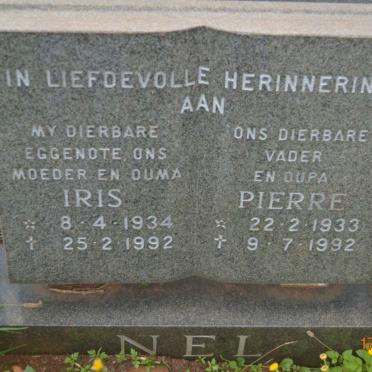 IN LIEFDEVOLLE HERINNERIN
AAN
MY DIERBARE
EGGENOTE, ONS
MOEDER EN OUMA
IRIS
☆ 8·4·1934
✝ 25·2·1992
ONS DIERBARE
VADER
EN OUPA
PIERRE
☆ 22·2·1933
✝ 9·7·1992
NEL